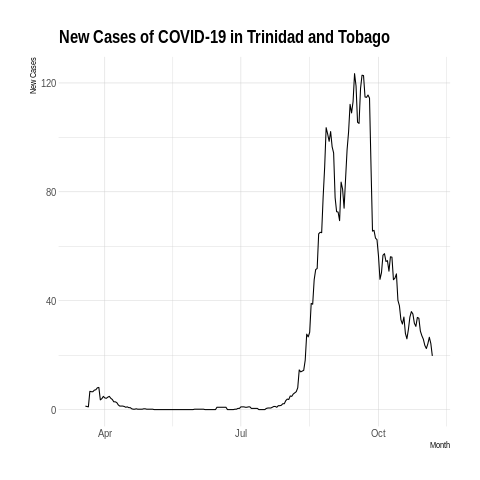 New Cases of COVID-19 in Trinidad and Tobago
New Cases
120
80
40
0
Apr Jul Oct
Month